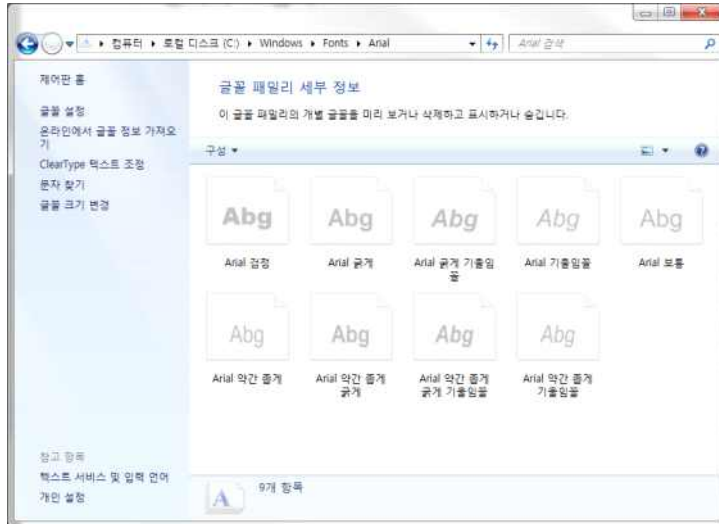 컴퓨터 ▸ 로컬 디스크 (C:) ▸ Windows ▸ Fonts ▸ Arial
Arial 검색
제어판 홈
글꼴 설정
온라인에서 글꼴 정보 가져오
기
ClearType 텍스트 조정
문자 찾기
글꼴 크기 변경
참고 항목
텍스트 서비스 및 입력 언어
개인 설정
글꼴 패밀리 세부 정보
이 글꼴 패밀리의 개별 글꼴을 미리 보거나 삭제하고 표시하거나 숨깁니다.
구성
Abg Abg Abg Abg Abg
Arial 검정
Arial 굵게
Arial 굵게 기울임
꼴
Arial 기울임꼴
Arial 보통
Abg Abg Abg Abg
Arial 약간 좁게
Arial 약간 좁게
굵게
Arial 약간 좁게
굵게 기울임꼴
Arial 약간 좁게
기울임꼴
A
9개 항목